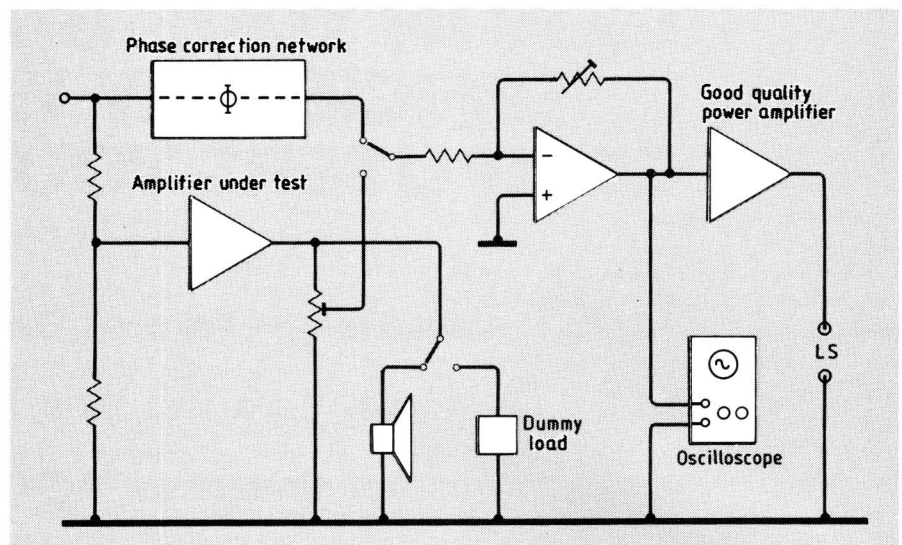 Phase correction network
Φ
Good quality
power amplifier
Amplifier under test
−
+
LS
Dummy
load
Oscilloscope